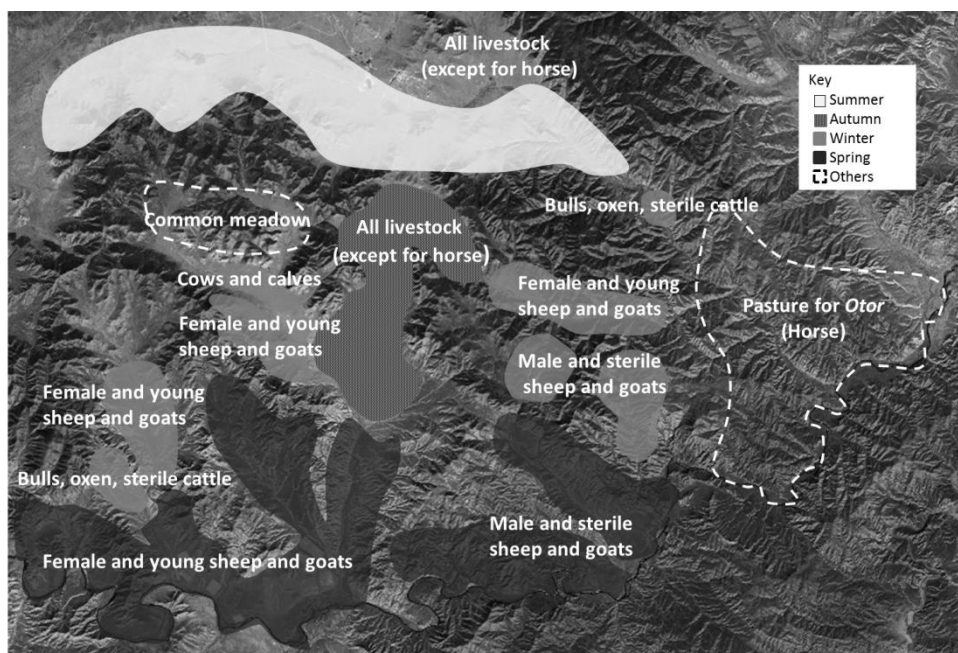 All livestock
(except for horse)
Key
Summer
Autumn
Winter
Spring
Others
Common meadow
All livestock
(except for horse)
Bulls, oxen, sterile cattle
Cows and calves
Female and young
sheep and goats
Female and young
sheep and goats
Pasture for Otor
(Horse)
Male and sterile
sheep and goats
Female and young
sheep and goats
Bulls, oxen, sterile cattle
Male and sterile
sheep and goats
Female and young sheep and goats